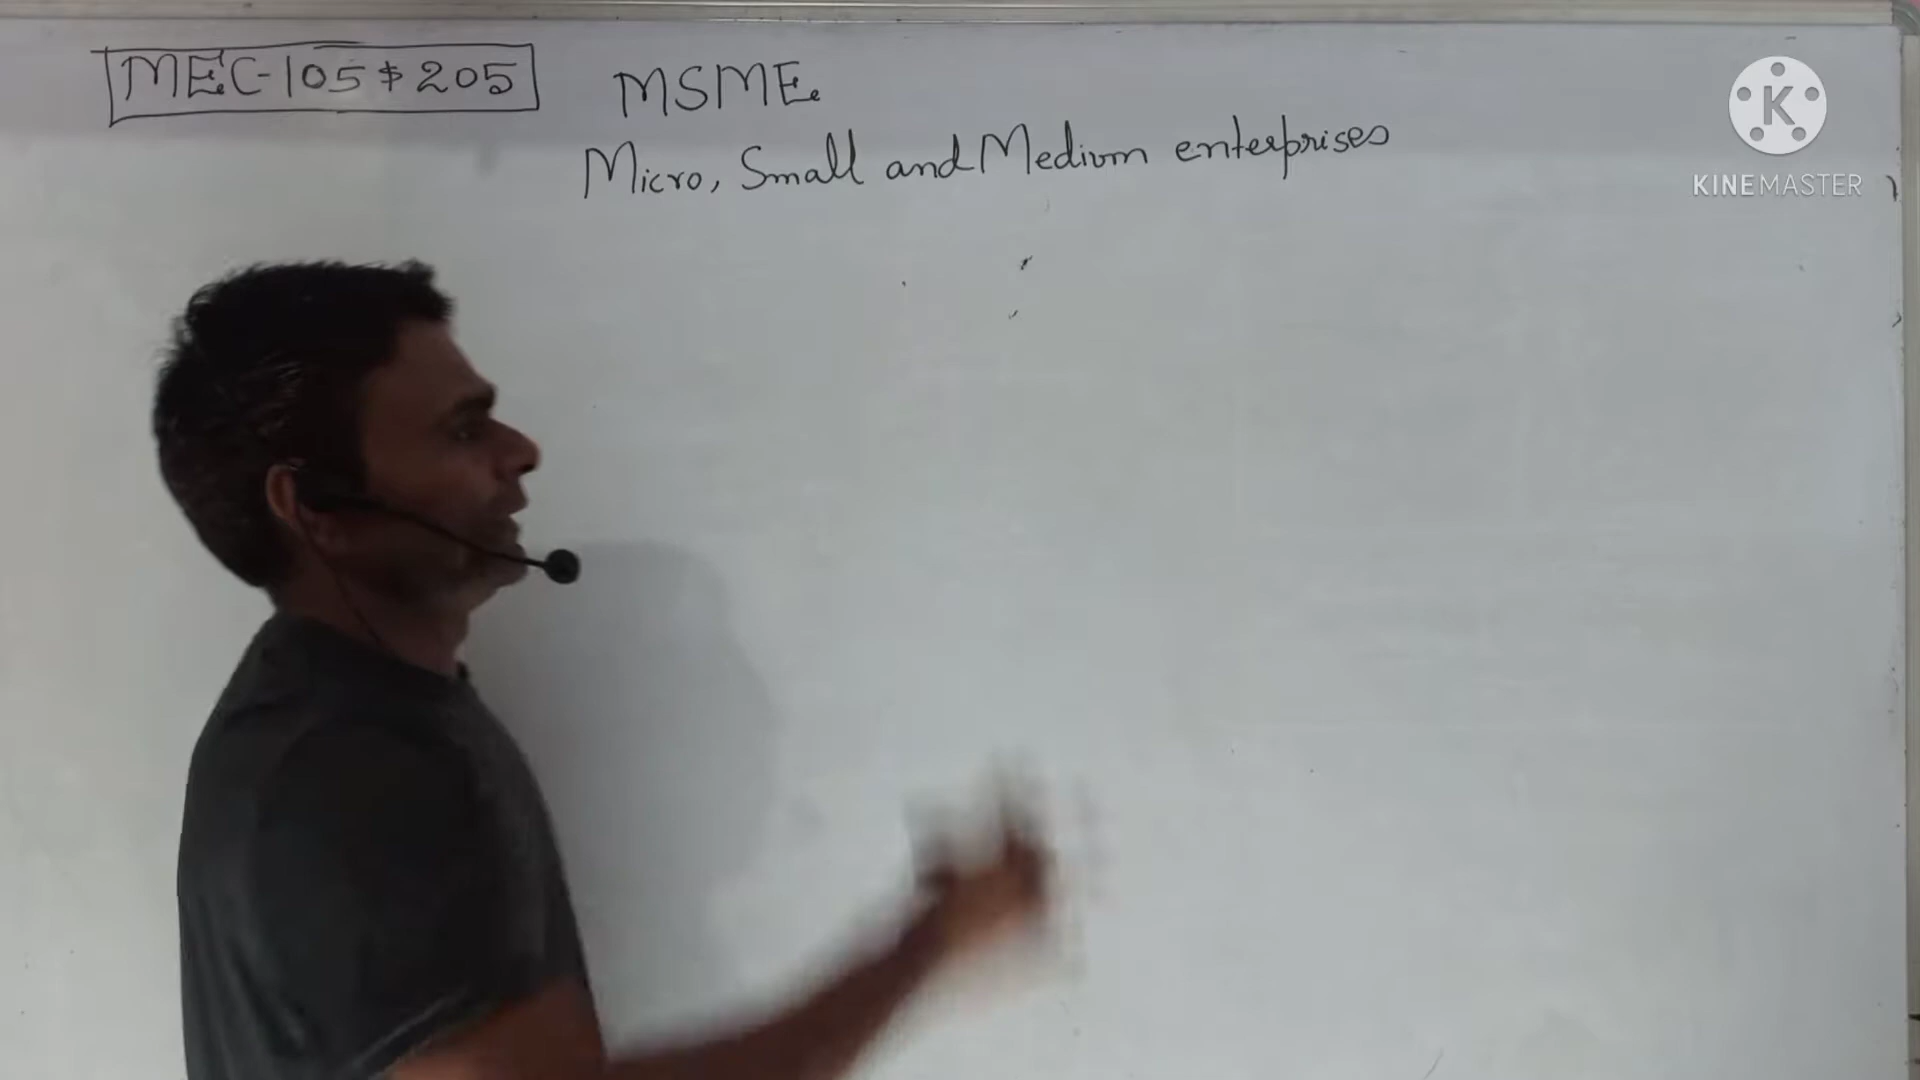 MEC-105 & 205
MSME.
Micro, Small and Medium enterprises
K
KINEMASTER